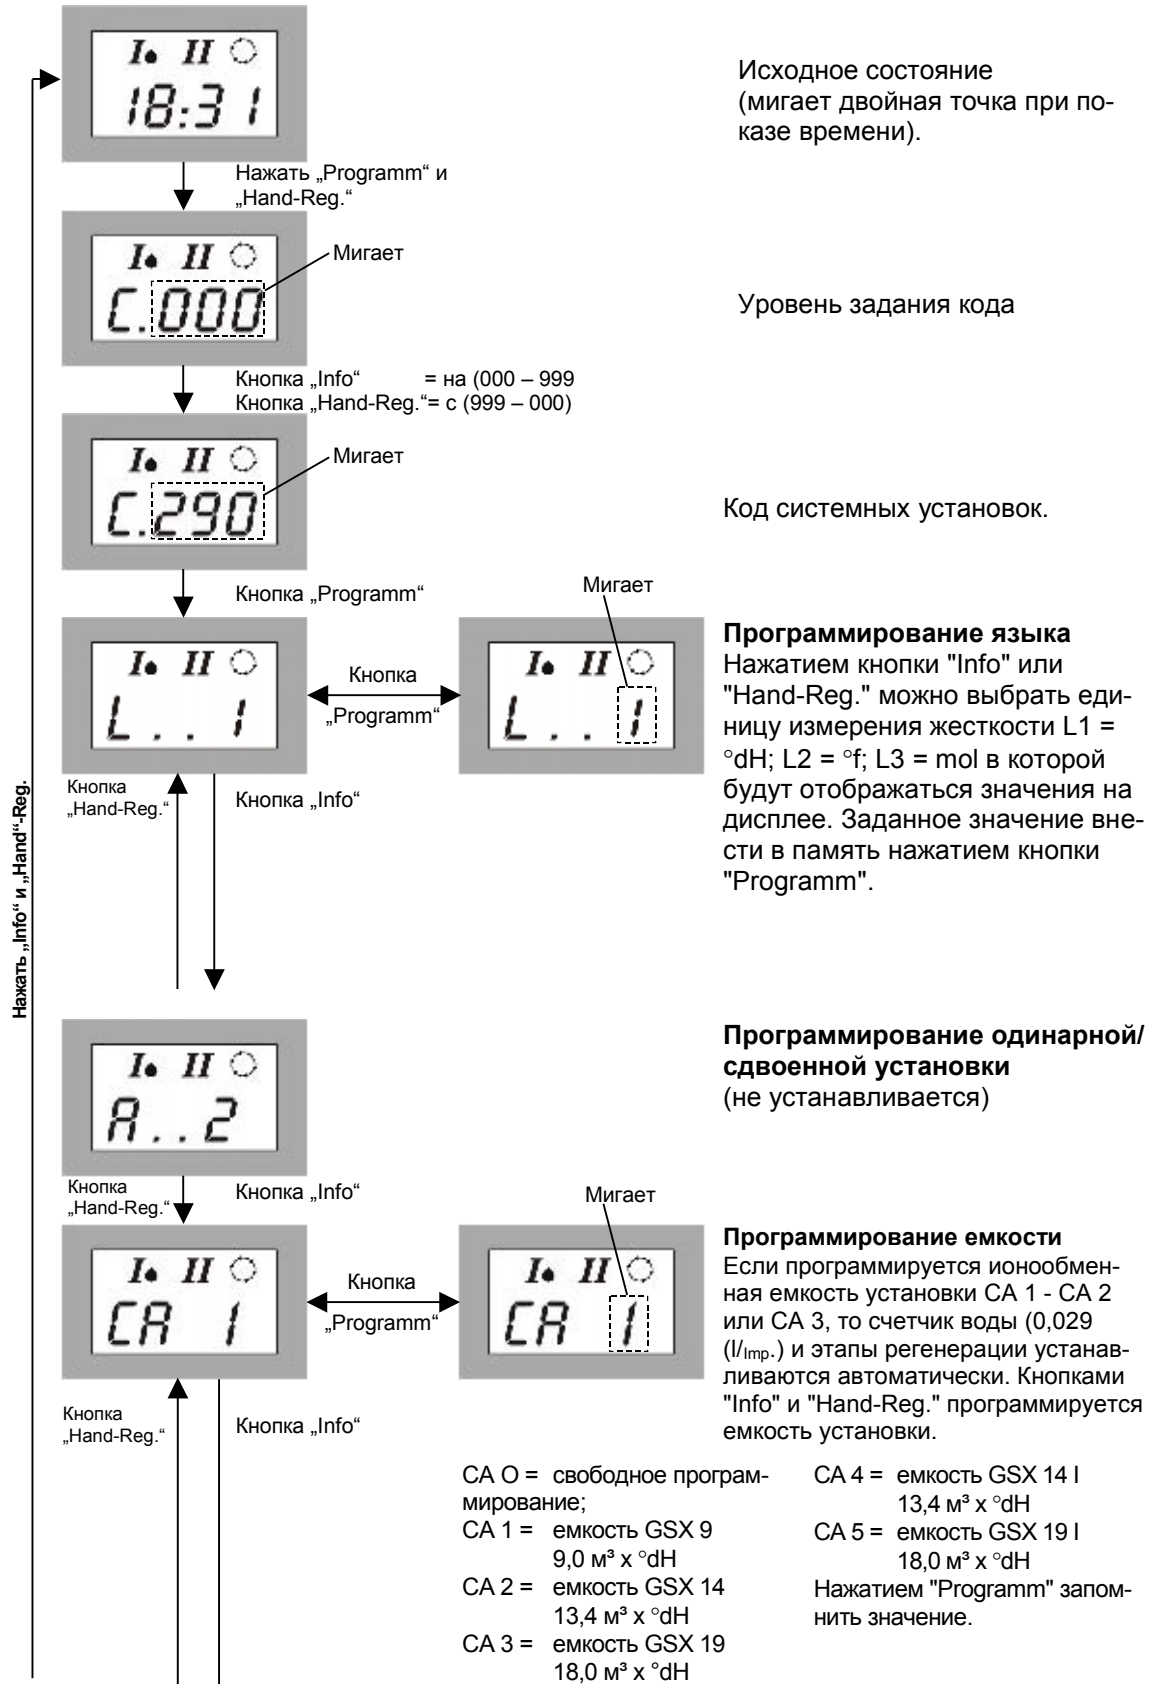 I II
18:31
Исходное состояние
(мигает двойная точка при по-
казе времени).
Нажать „Programm“ и
„Hand-Reg.“
I II
C.000
Мигает
Уровень задания кода
Кнопка „Info“ = на (000 – 999
Кнопка „Hand-Reg.“= с (999 – 000)
I II
C.290
Мигает
Код системных установок.
Кнопка „Programm“
Мигает
I II
L . . 1
Кнопка
„Programm“
I II
L . . 1
Программирование языка
Нажатием кнопки "Info" или
"Hand-Reg." можно выбрать еди-
ницу измерения жесткости L1 =
°dH; L2 = °f; L3 = mol в которой
будут отображаться значения на
дисплее. Заданное значение вне-
сти в память нажатием кнопки
"Programm".
Кнопка
„Hand-Reg.“
Кнопка „Info“
Нажать „Info“ и „Hand“-Reg.
I II
A . . 2
Программирование одинарной/
сдвоенной установки
(не устанавливается)
Кнопка
„Hand-Reg.“
Кнопка „Info“
Мигает
I II
CA 1
Кнопка
„Programm“
I II
CA 1
Программирование емкости
Если программируется ионообмен-
ная емкость установки CA 1 - CA 2
или CA 3, то счетчик воды (0,029
(l/Imp.) и этапы регенерации устанав-
ливаются автоматически. Кнопками
"Info" и "Hand-Reg." программируется
емкость установки.
Кнопка
„Hand-Reg.“
Кнопка „Info“
CA O = свободное програм-
мирование;
CA 1 = емкость GSX 9
9,0 м³ x °dH
CA 2 = емкость GSX 14
13,4 м³ x °dH
CA 3 = емкость GSX 19
18,0 м³ x °dH
CA 4 = емкость GSX 14 I
13,4 м³ x °dH
CA 5 = емкость GSX 19 I
18,0 м³ x °dH
Нажатием "Programm" запом-
нить значение.